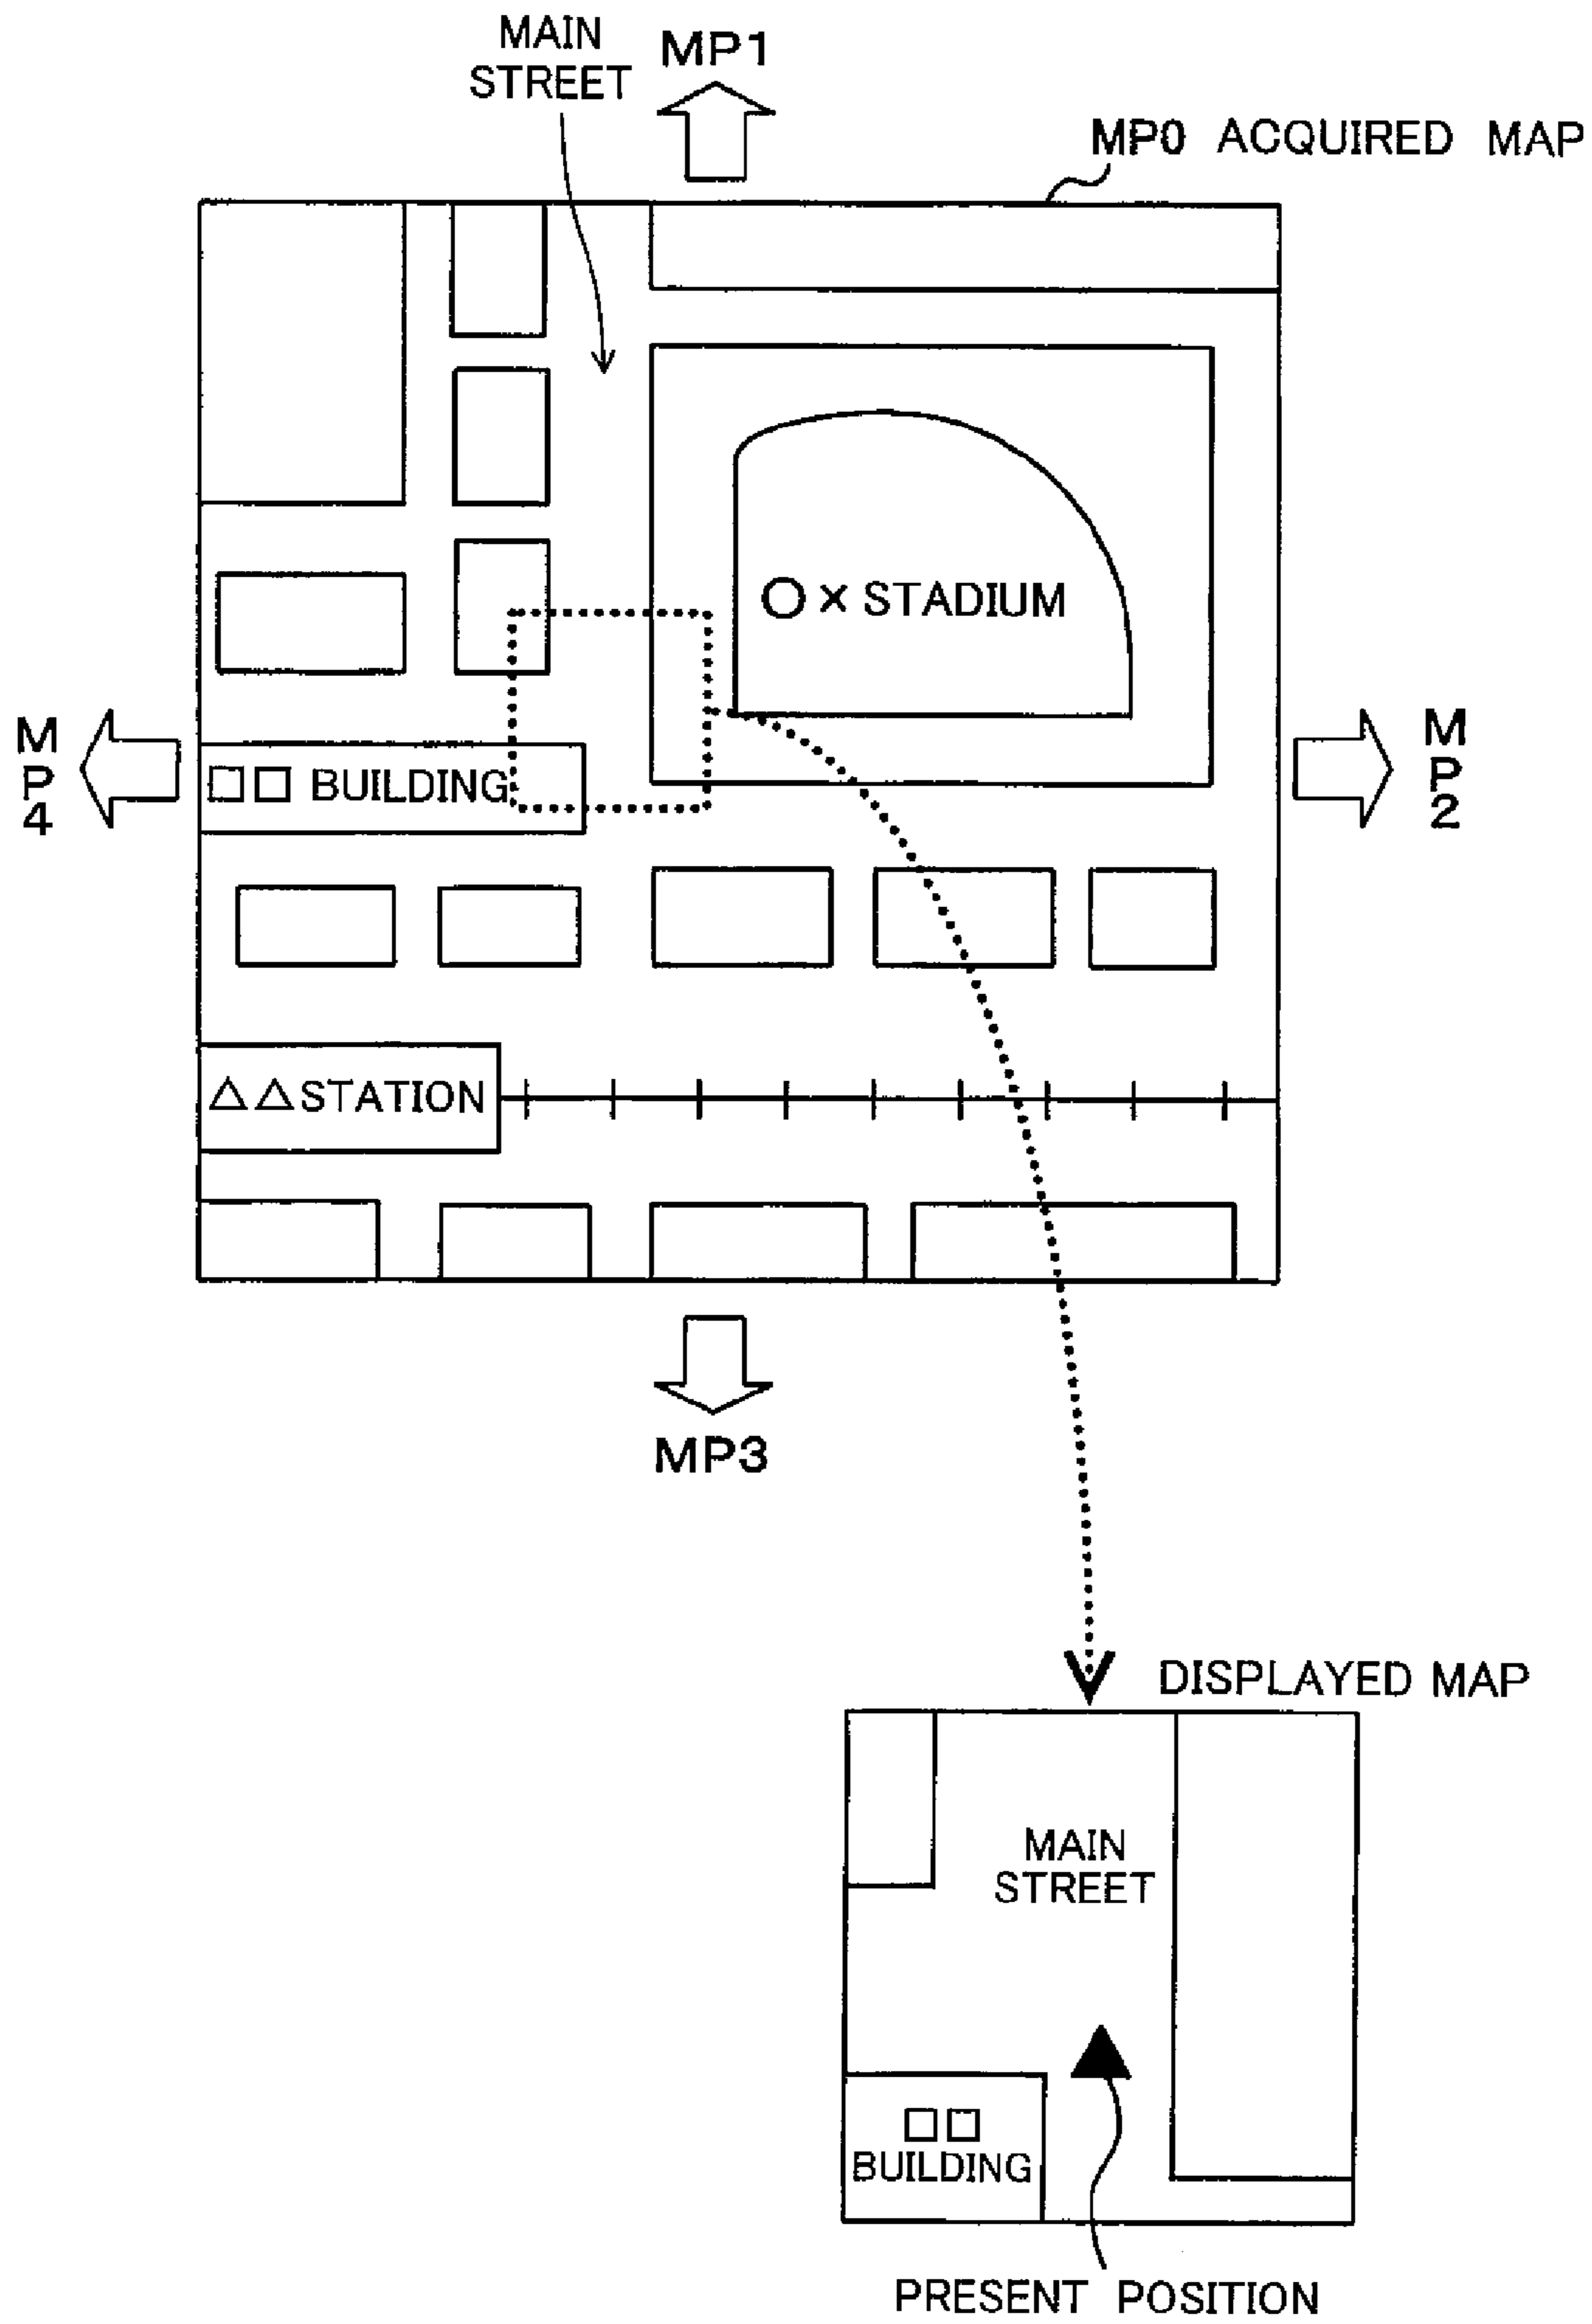 MAIN
STREET
MP1
MP0 ACQUIRED MAP
○×STADIUM
M
P
4
□□ BUILDING
M
P
2
△△STATION
MP3
DISPLAYED MAP
MAIN
STREET
□□
BUILDING
PRESENT POSITION